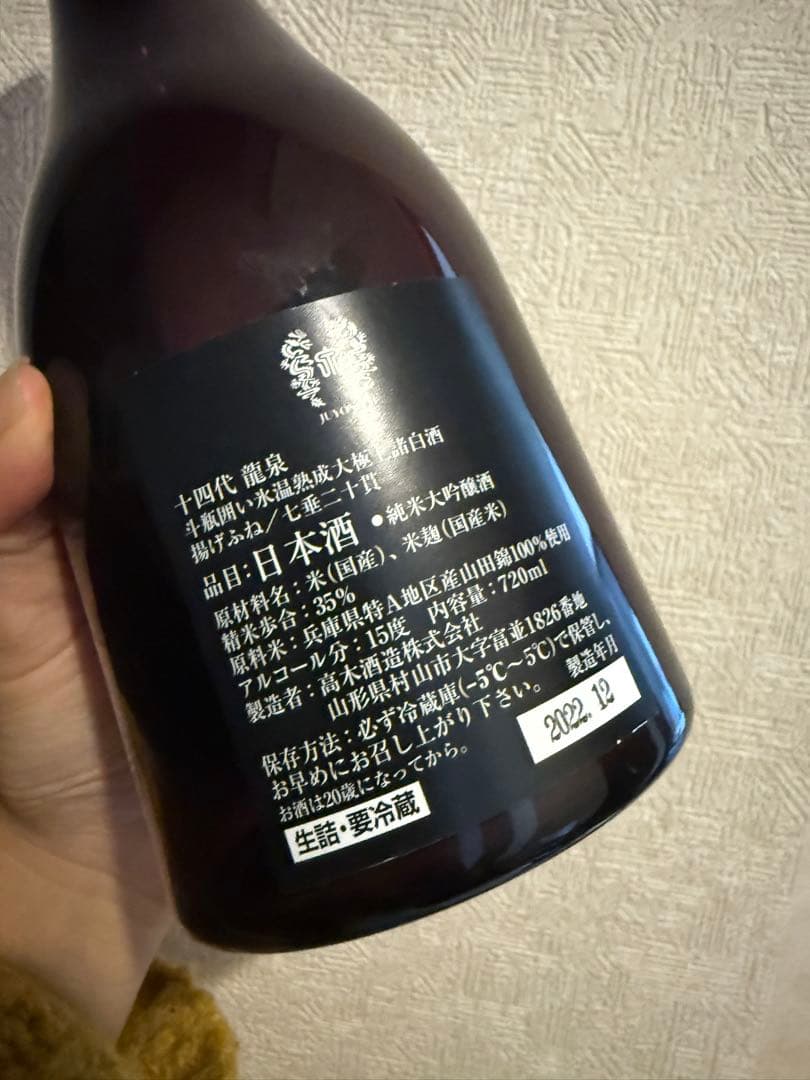 JUYO
十四代 龍泉
斗瓶囲い氷温熟成大極上諸白酒
揚げふね/七垂二十貫
品目:日本酒 ●純米大吟醸酒
原材料名:米(国産)、米麹(国産米)
精米歩合:35%
原料米:兵庫県特A地区産山田錦100%使用
アルコール分:15度 内容量:720ml
製造者:高木酒造株式会社
山形県村山市大字富並1826番地
保存方法:必ず冷蔵庫(-5℃〜5℃)で保管し、
お早めにお召し上がり下さい。
製造年月
お酒は20歳になってから。
2022.12
生詰・要冷蔵